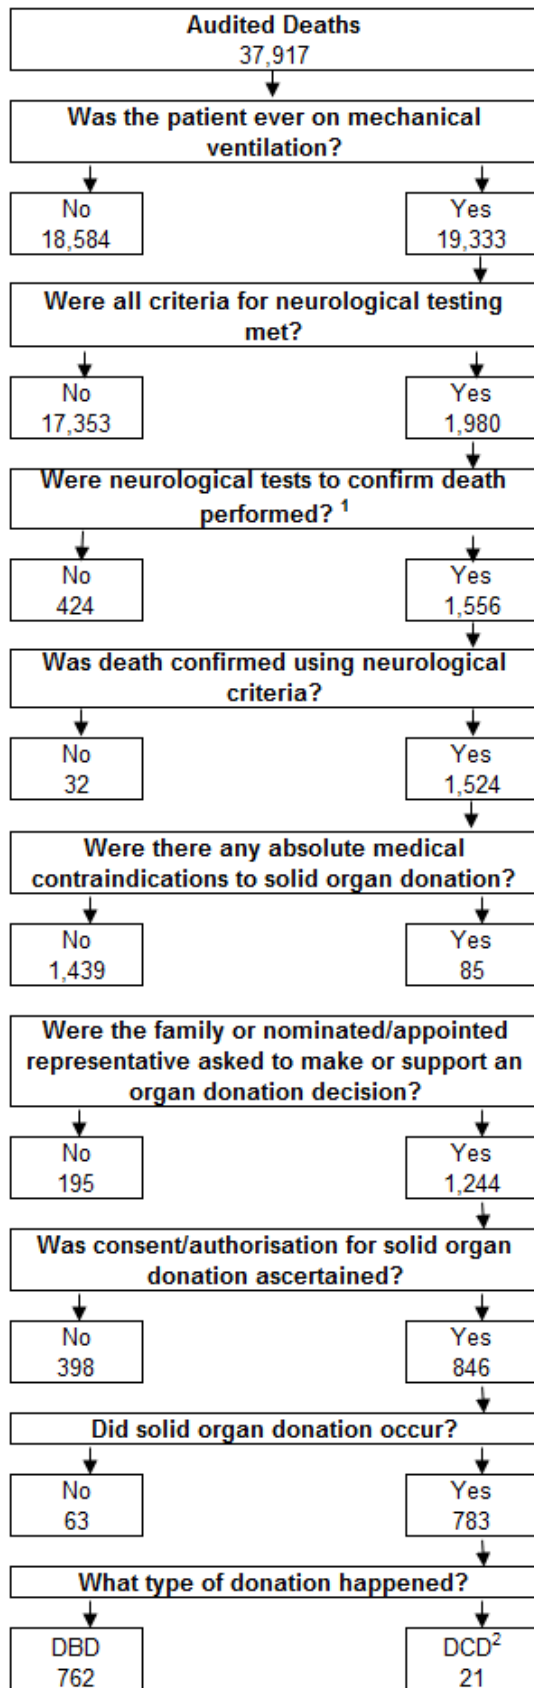 Audited Deaths
37,917
Was the patient ever on mechanical
ventilation?
No
18,584
Yes
19,333
Were all criteria for neurological testing
met?
No
17,353
Yes
1,980
Were neurological tests to confirm death
performed? 1
No
424
Yes
1,556
Was death confirmed using neurological
criteria?
No
32
Yes
1,524
Were there any absolute medical
contraindications to solid organ donation?
No
1,439
Yes
85
Were the family or nominated/appointed
representative asked to make or support an
organ donation decision?
No
195
Yes
1,244
Was consent/authorisation for solid organ
donation ascertained?
No
398
Yes
846
Did solid organ donation occur?
No
63
Yes
783
What type of donation happened?
DBD
762
DCD2
21